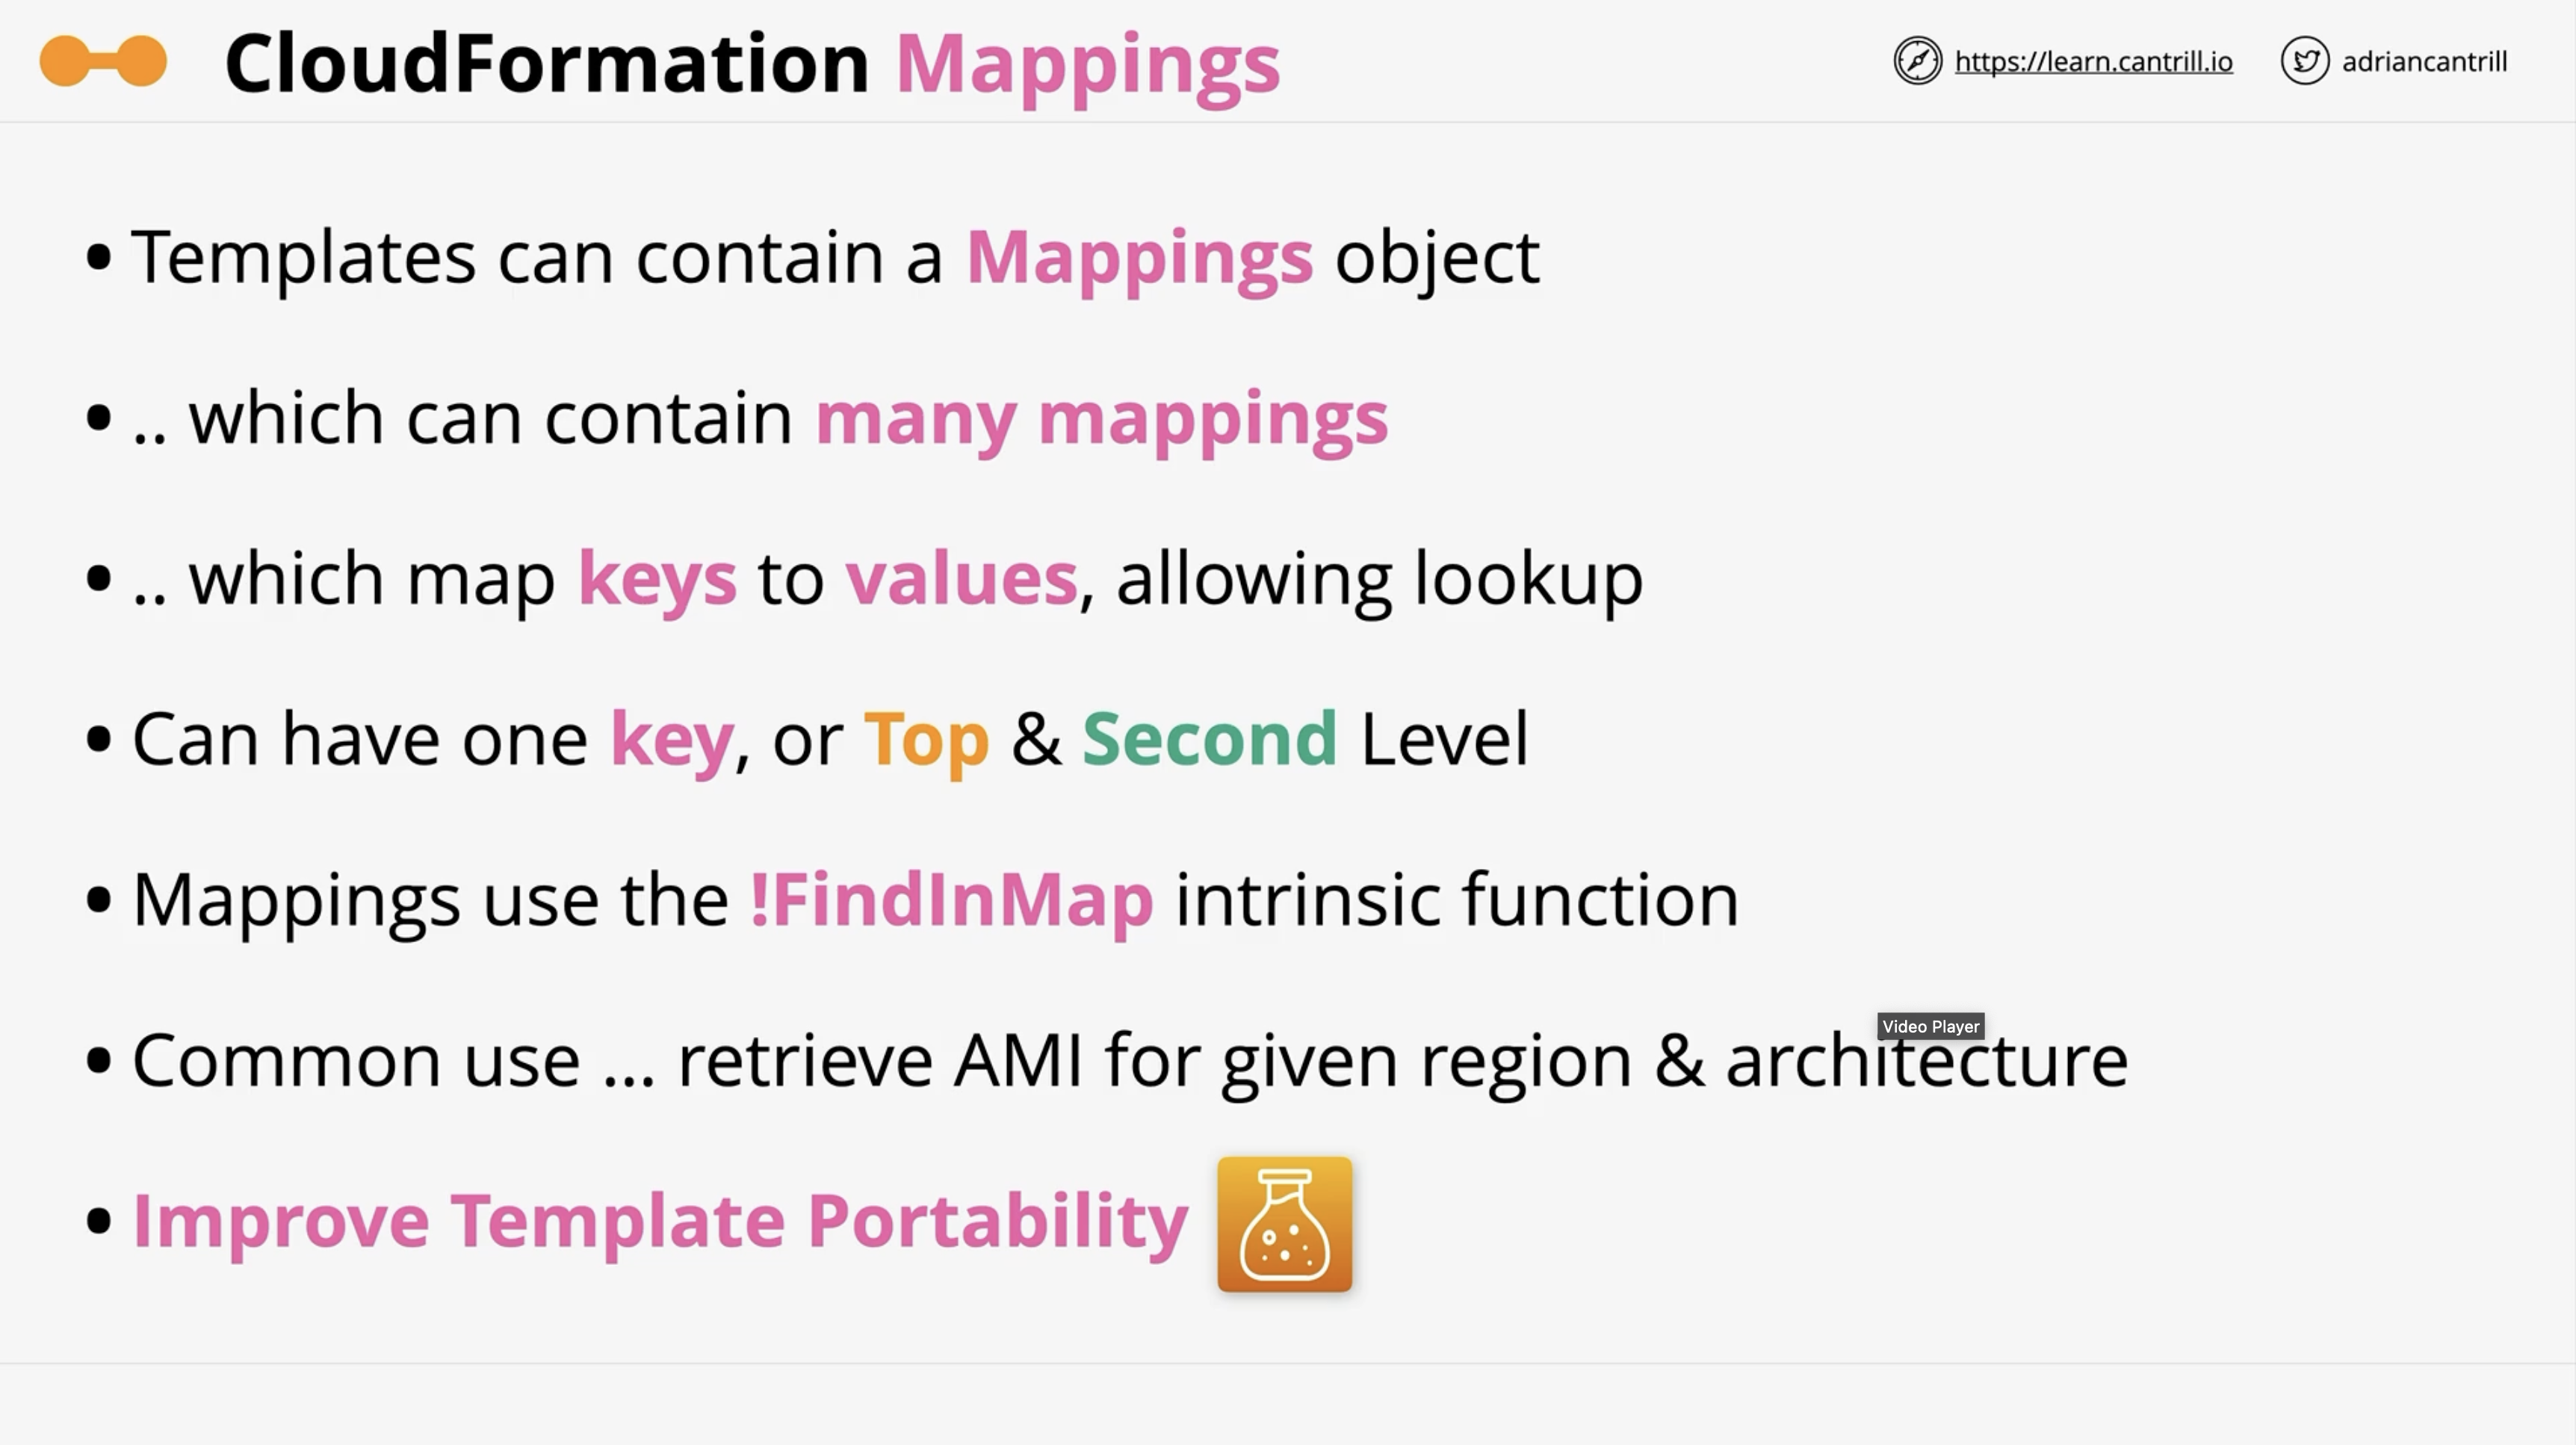 CloudFormation Mappings
https://learn.cantrill.io
adriancantrill
• Templates can contain a Mappings object
• .. which can contain many mappings
• .. which map keys to values, allowing lookup
• Can have one key, or Top & Second Level
• Mappings use the !FindInMap intrinsic function
Video Player
• Common use ... retrieve AMI for given region & architecture
• Improve Template Portability